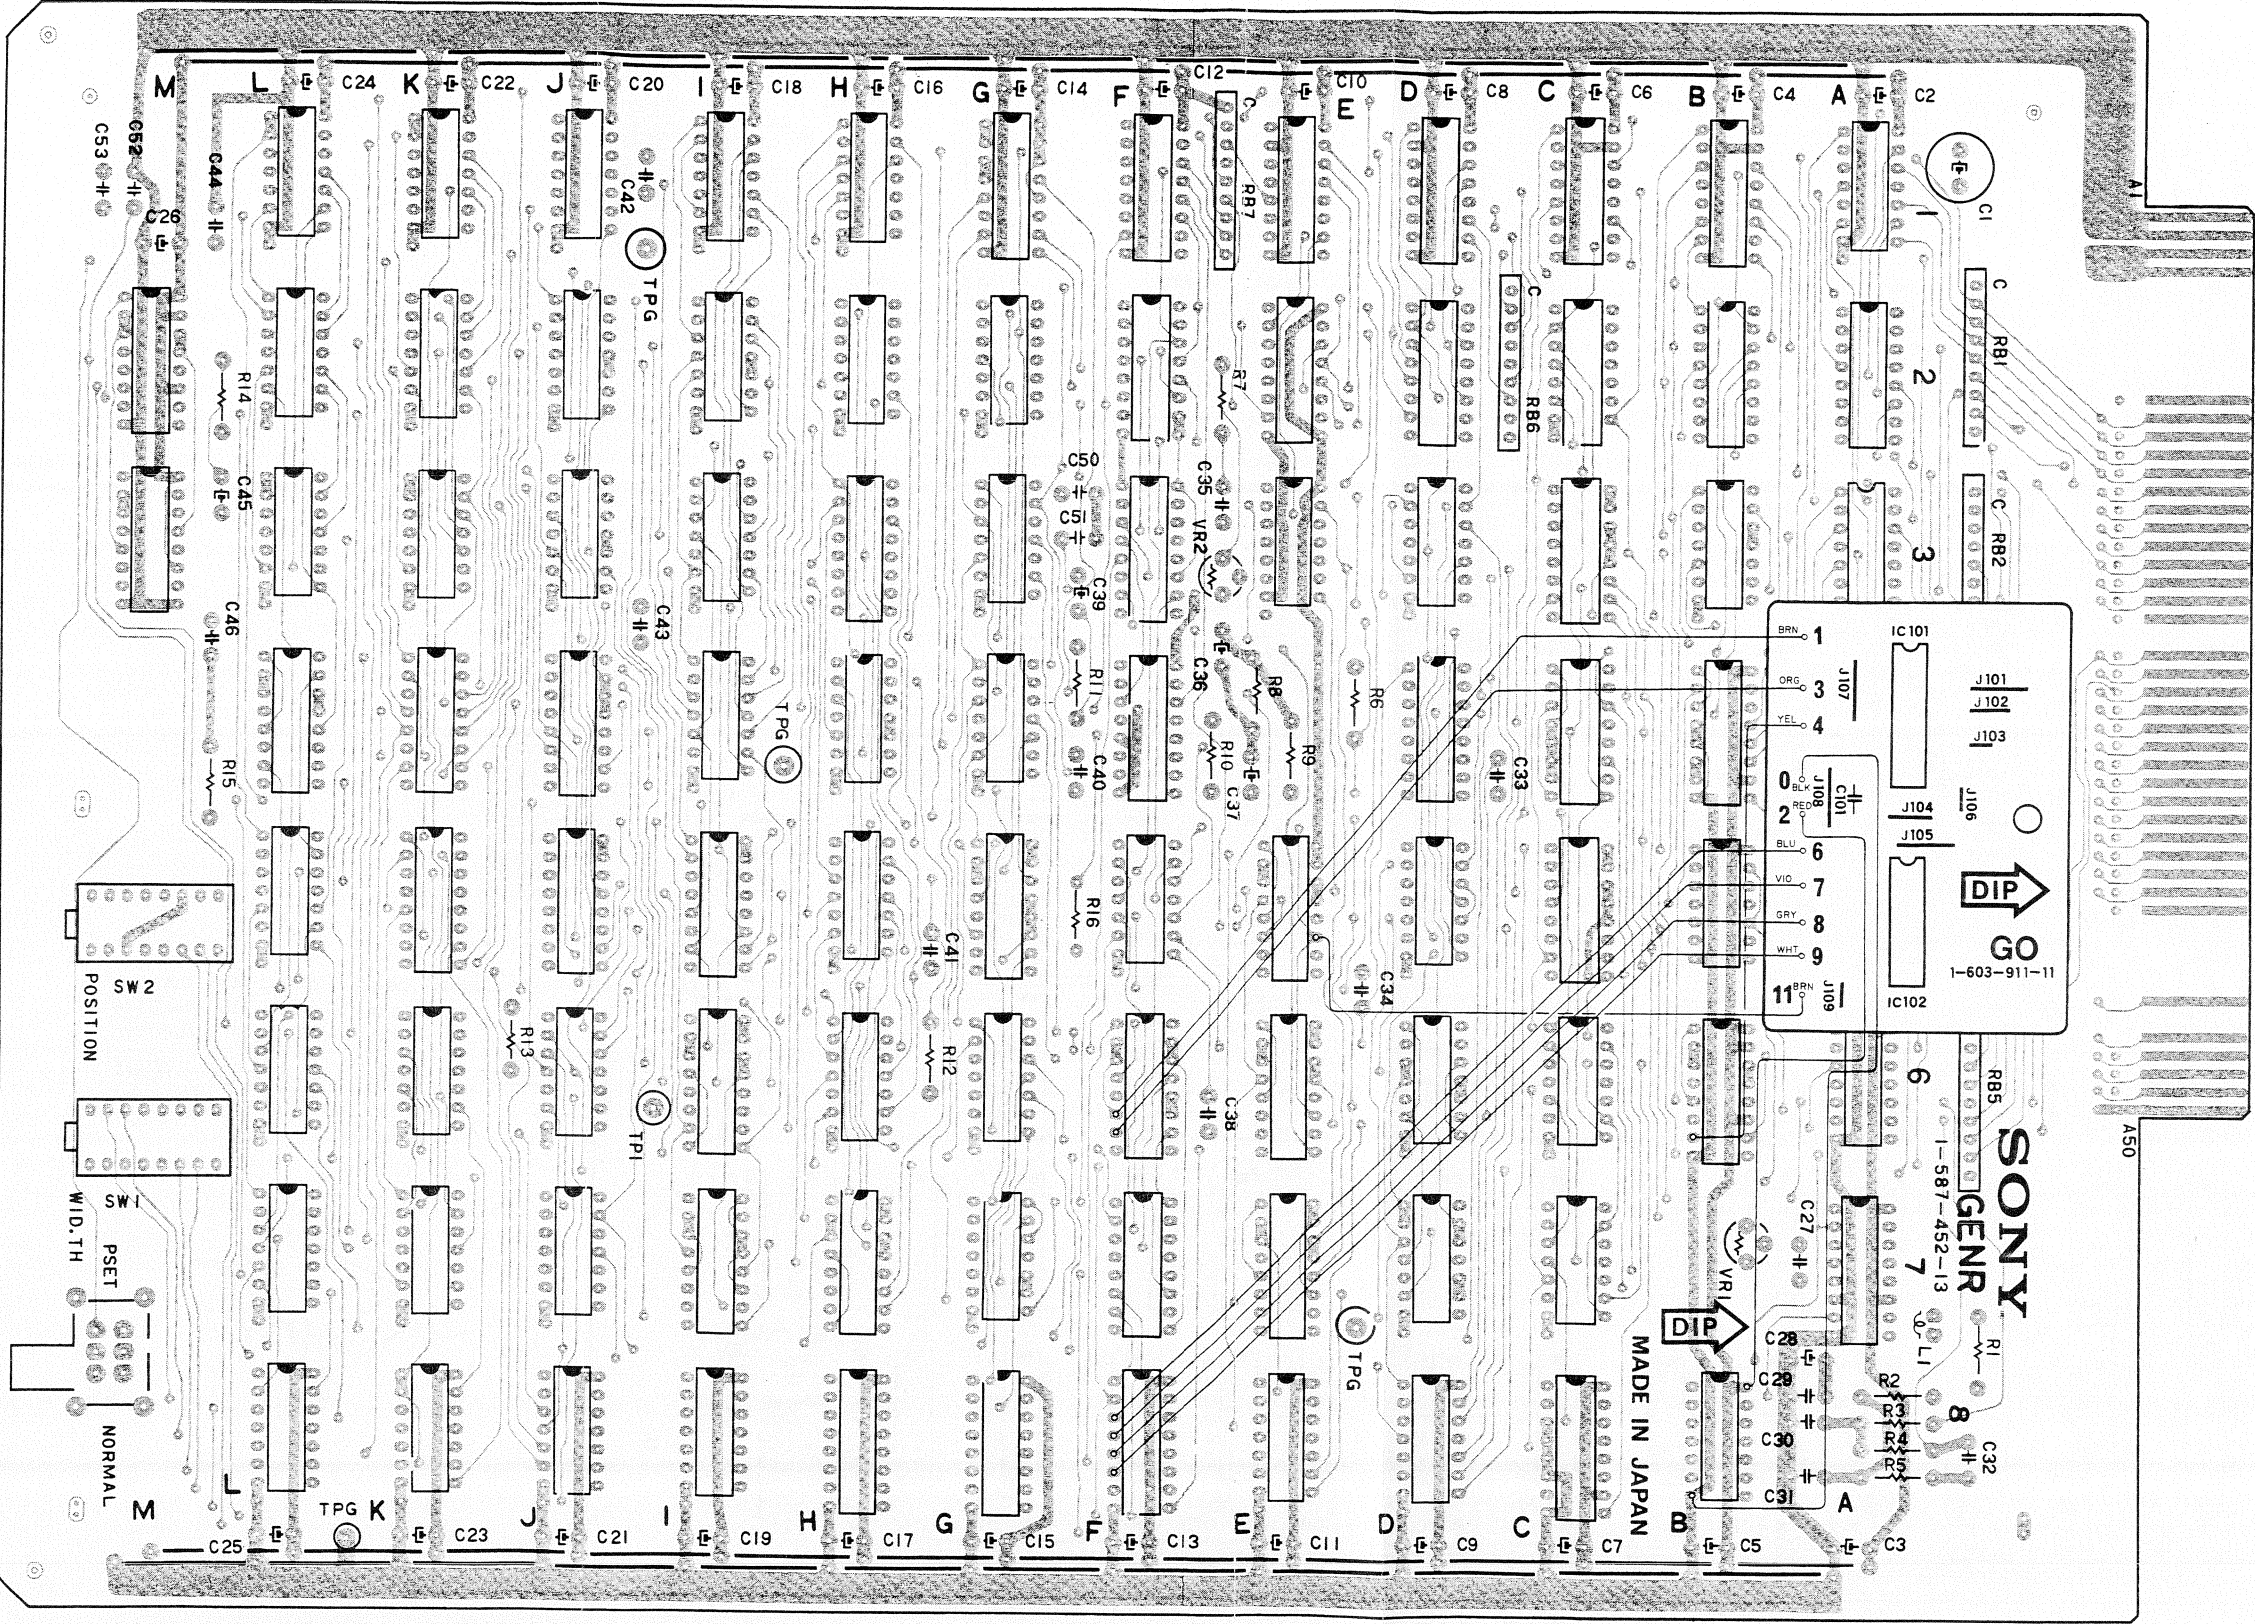 M L C24 K C22 J C20 I C18 H C16 G C14 F C12 C10 E D C8 C C6 B C4 A C2
C53
C52
C44
C26
C42
TPG
C
RB7
1
C1
A1
R14
R7
C
RB6
2
C
RB1
C45
C50
C51
C35
VR2
3
C
RB2
C46
C43
C39
R11
C36
R8
R6
R15
TPG
C40
R10
C37
R9
C33
BRN 1
ORG 3
YEL 4
J107
IC101
J101
J102
J103
0 BLK
2 RED
J108
C101
J104
J106
J105
BLU 6
VIO 7
GRY 8
WHT 9
11 BRN
J109
IC102
DIP
GO
1-603-911-11
SW2
POSITION
R13
C41
R16
R12
C34
TP1
C38
6
RB5
A50
SW1
WID.TH
PSET
NORMAL
TPG
C27
VR1
DIP
MADE IN JAPAN
7
1-587-452-13
GENR
SONY
L1
R1
C28
C29
C30
C31
R2
R3
R4
R5
8
C32
M L TPG K J I H G F E D C B A
C25 C23 C21 C19 C17 C15 C13 C11 C9 C7 C5 C3